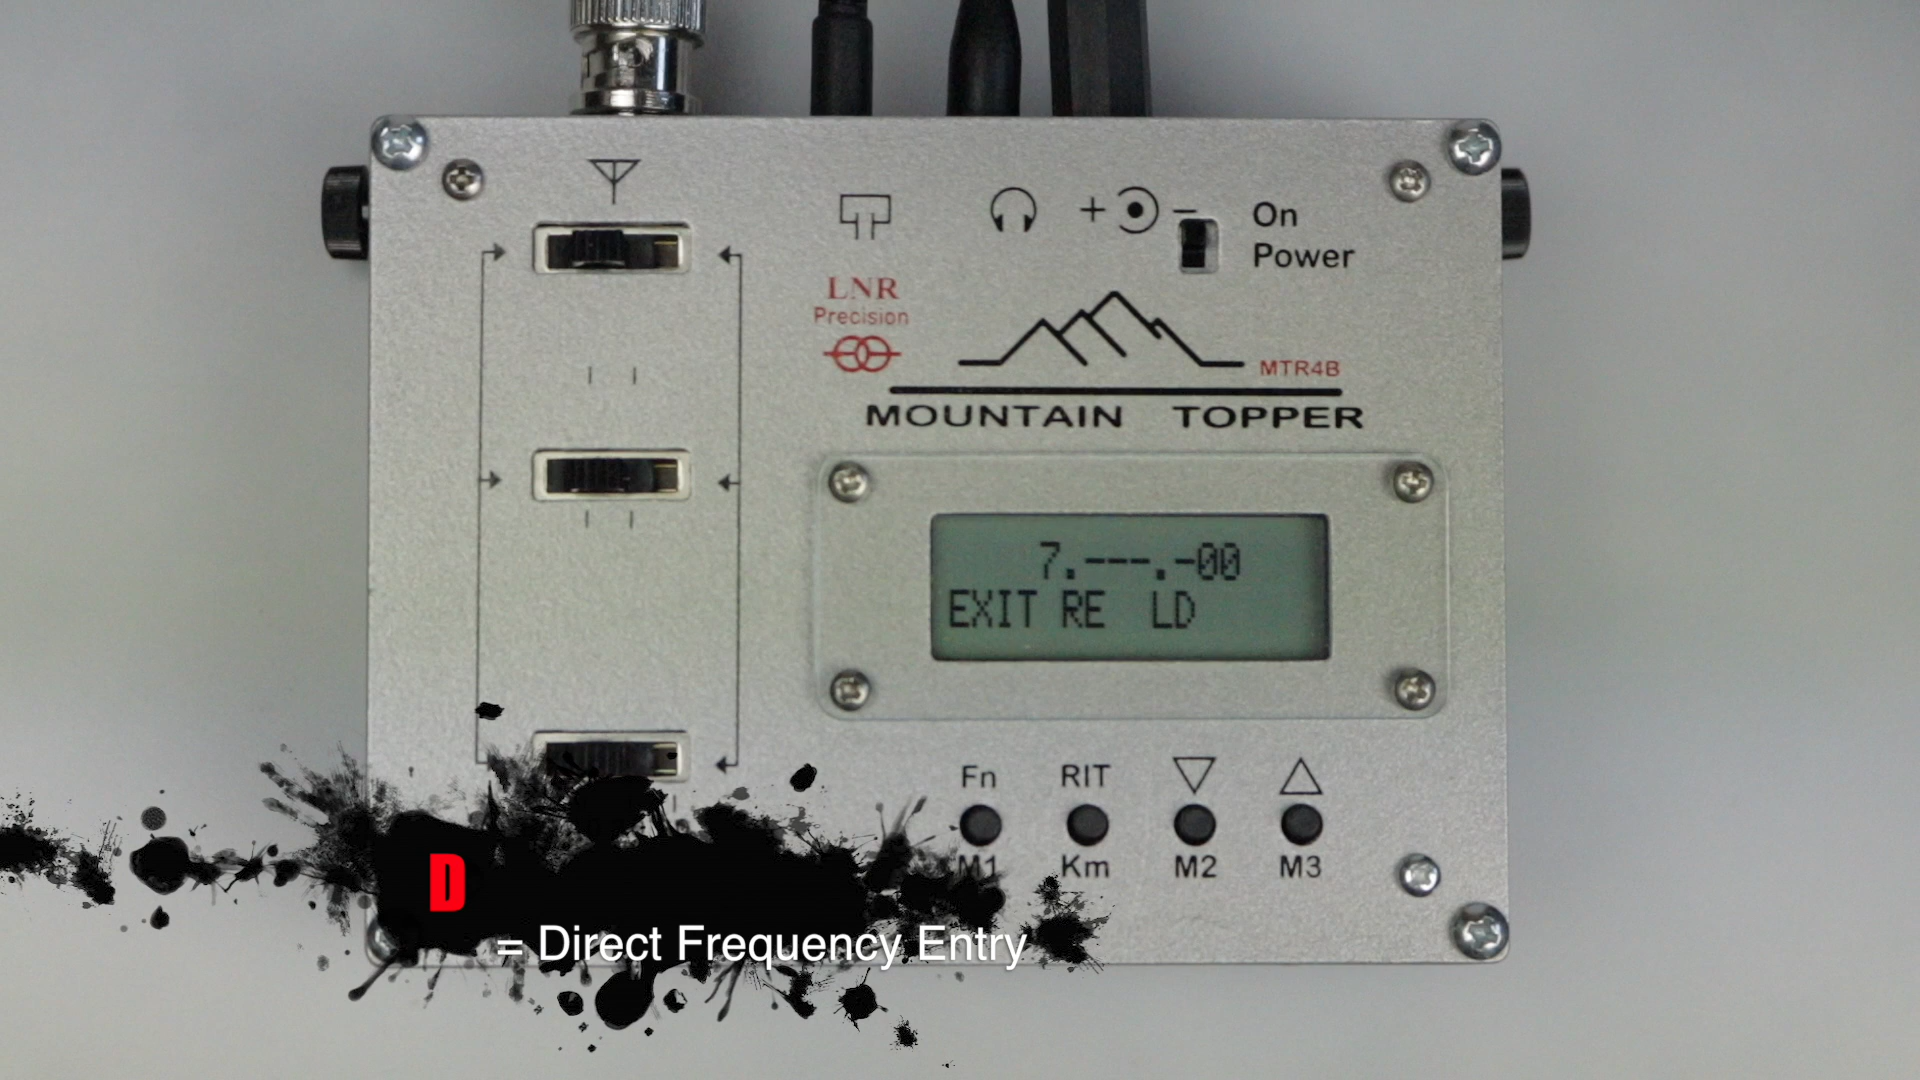 + −
On
Power
LNR
Precision
MTR4B
MOUNTAIN TOPPER
7.---.-00
EXIT RE LD
Fn RIT
M1 Km M2 M3
D
= Direct Frequency Entry